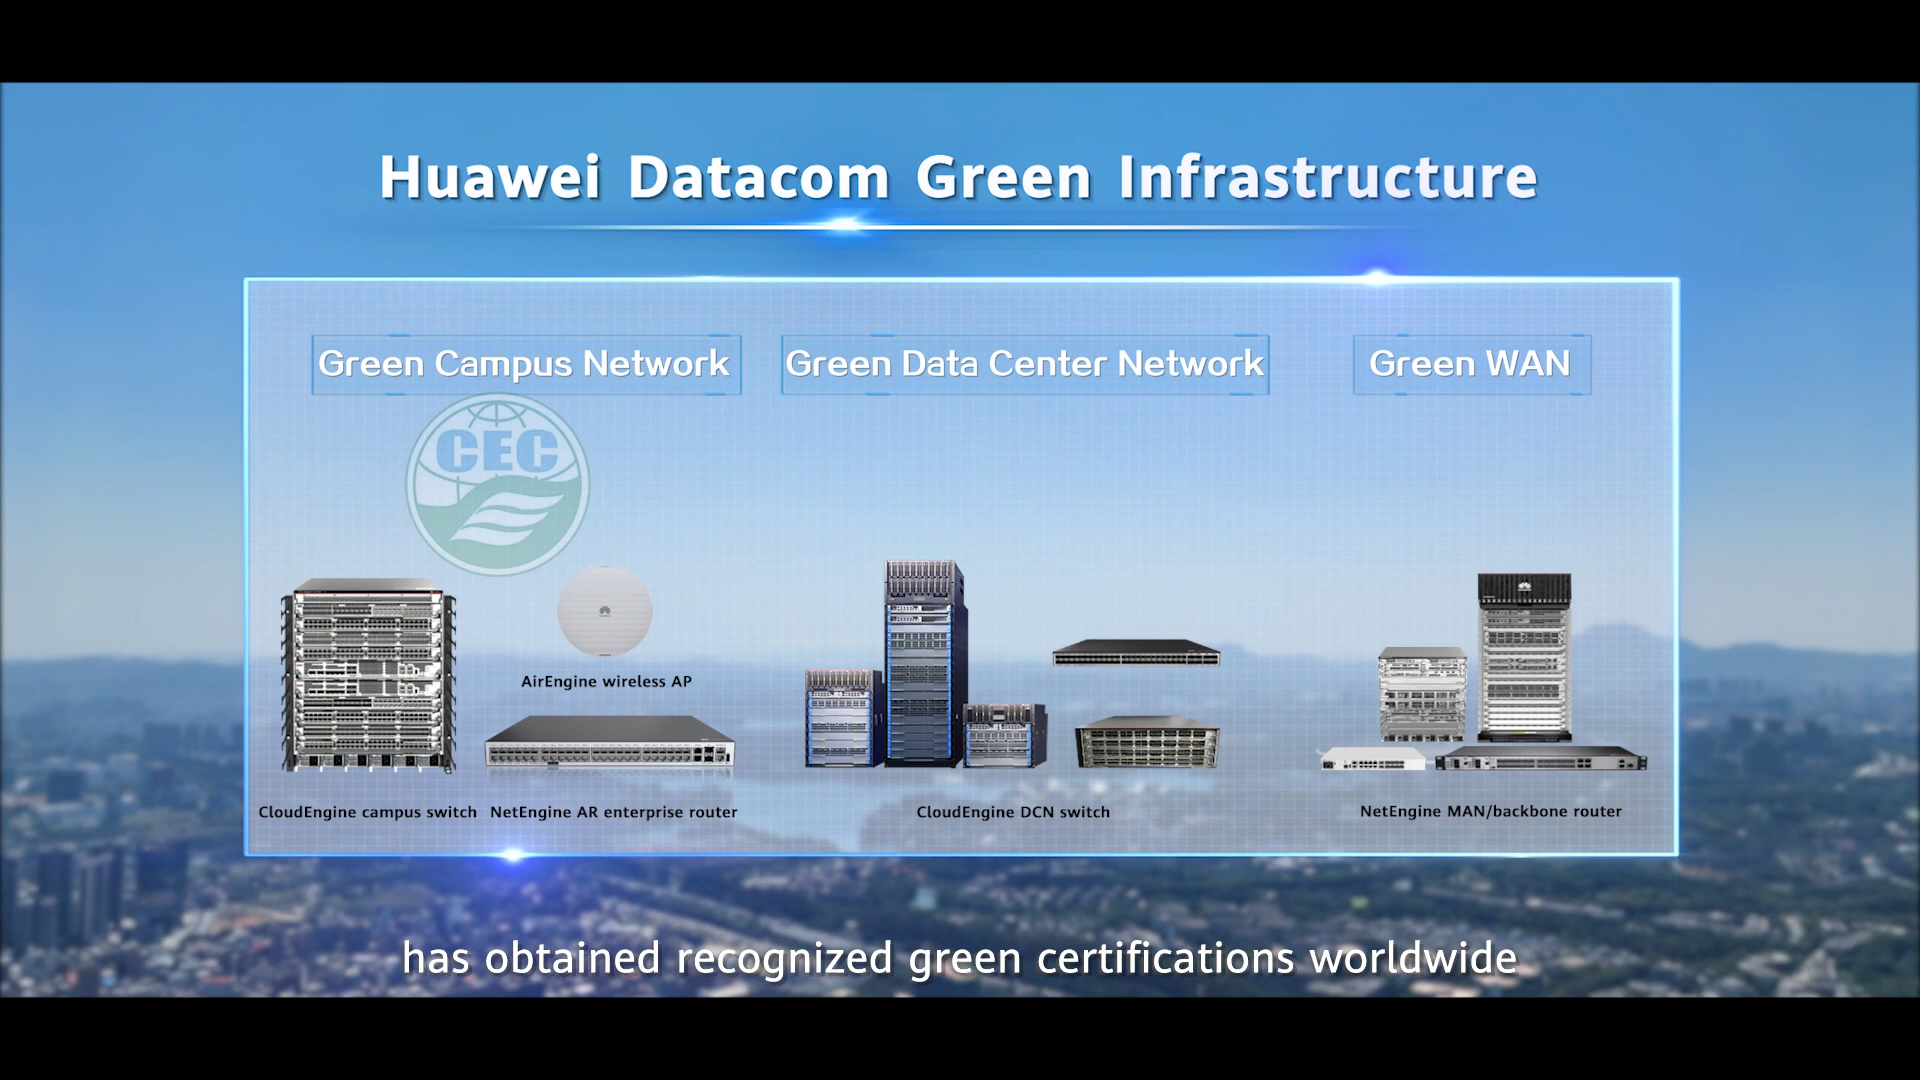 Huawei Datacom Green Infrastructure
Green Campus Network
Green Data Center Network
Green WAN
CEC
AirEngine wireless AP
CloudEngine campus switch
NetEngine AR enterprise router
CloudEngine DCN switch
NetEngine MAN/backbone router
has obtained recognized green certifications worldwide